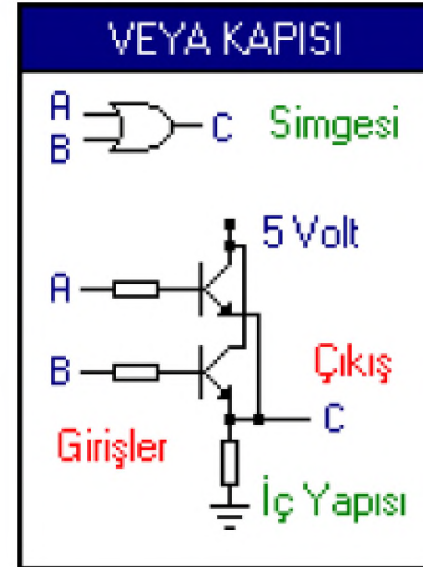 VEYA KAPISI
A
B
C Simgesi
5 Volt
A
B
Çıkış
C
Girişler
İç Yapısı